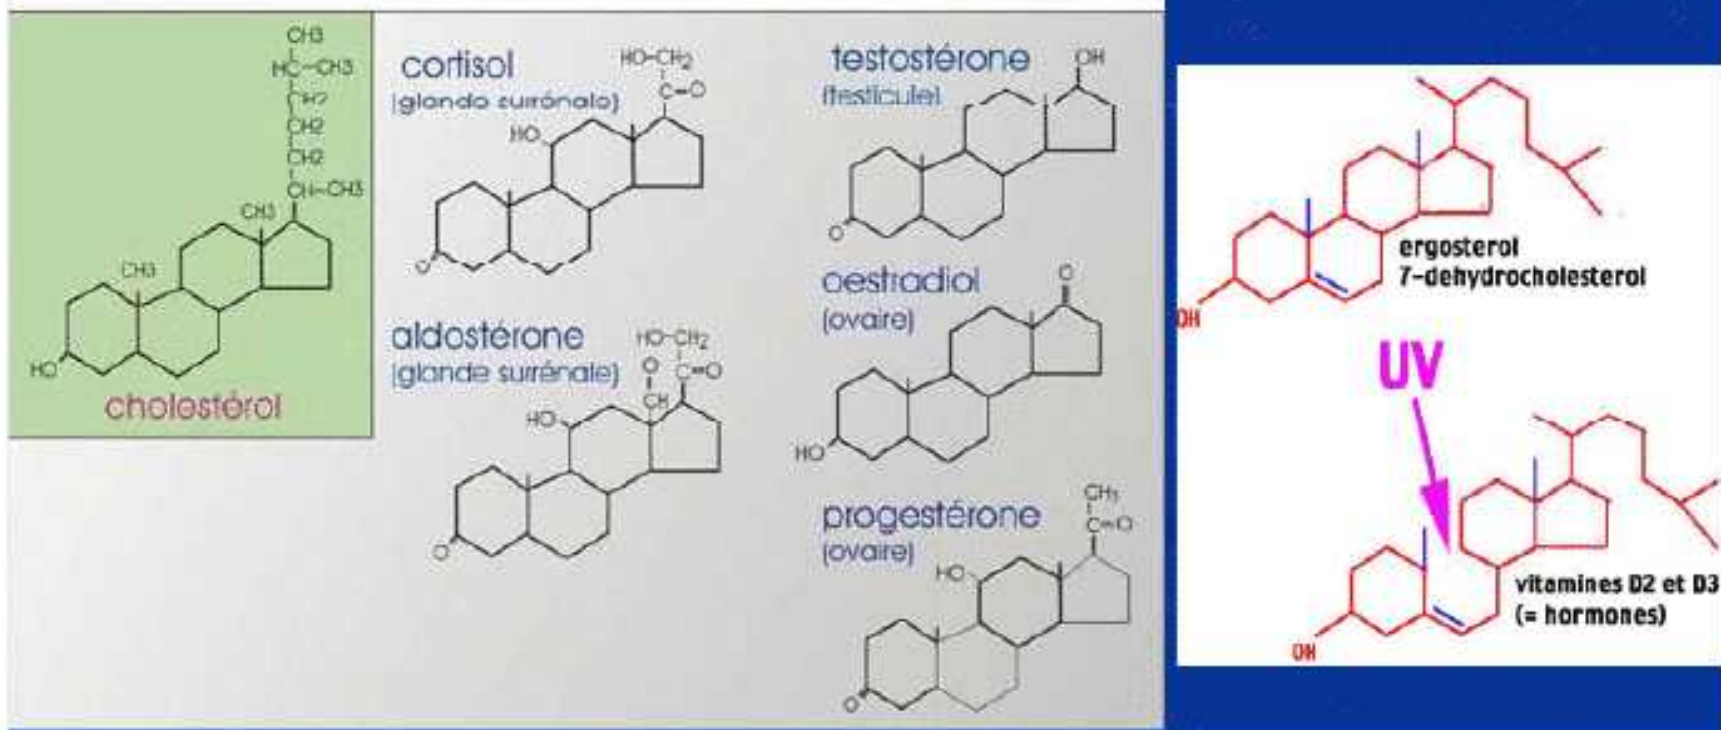 CH3
HC-CH3
CH2
CH2
CH2
CH-CH3
CH3
CH3
HO
cholestérol
cortisol
(glande surrénale)
HO-CH2
C=O
HO
O
aldostérone
(glande surrénale)
HO-CH2
O
C=O
CH
HO
O
testostérone
(testicule)
OH
O
oestradiol
(ovaire)
O
HO
progestérone
(ovaire)
CH3
C=O
HO
O
ergosterol
7-dehydrocholesterol
OH
UV
vitamines D2 et D3
(= hormones)
OH